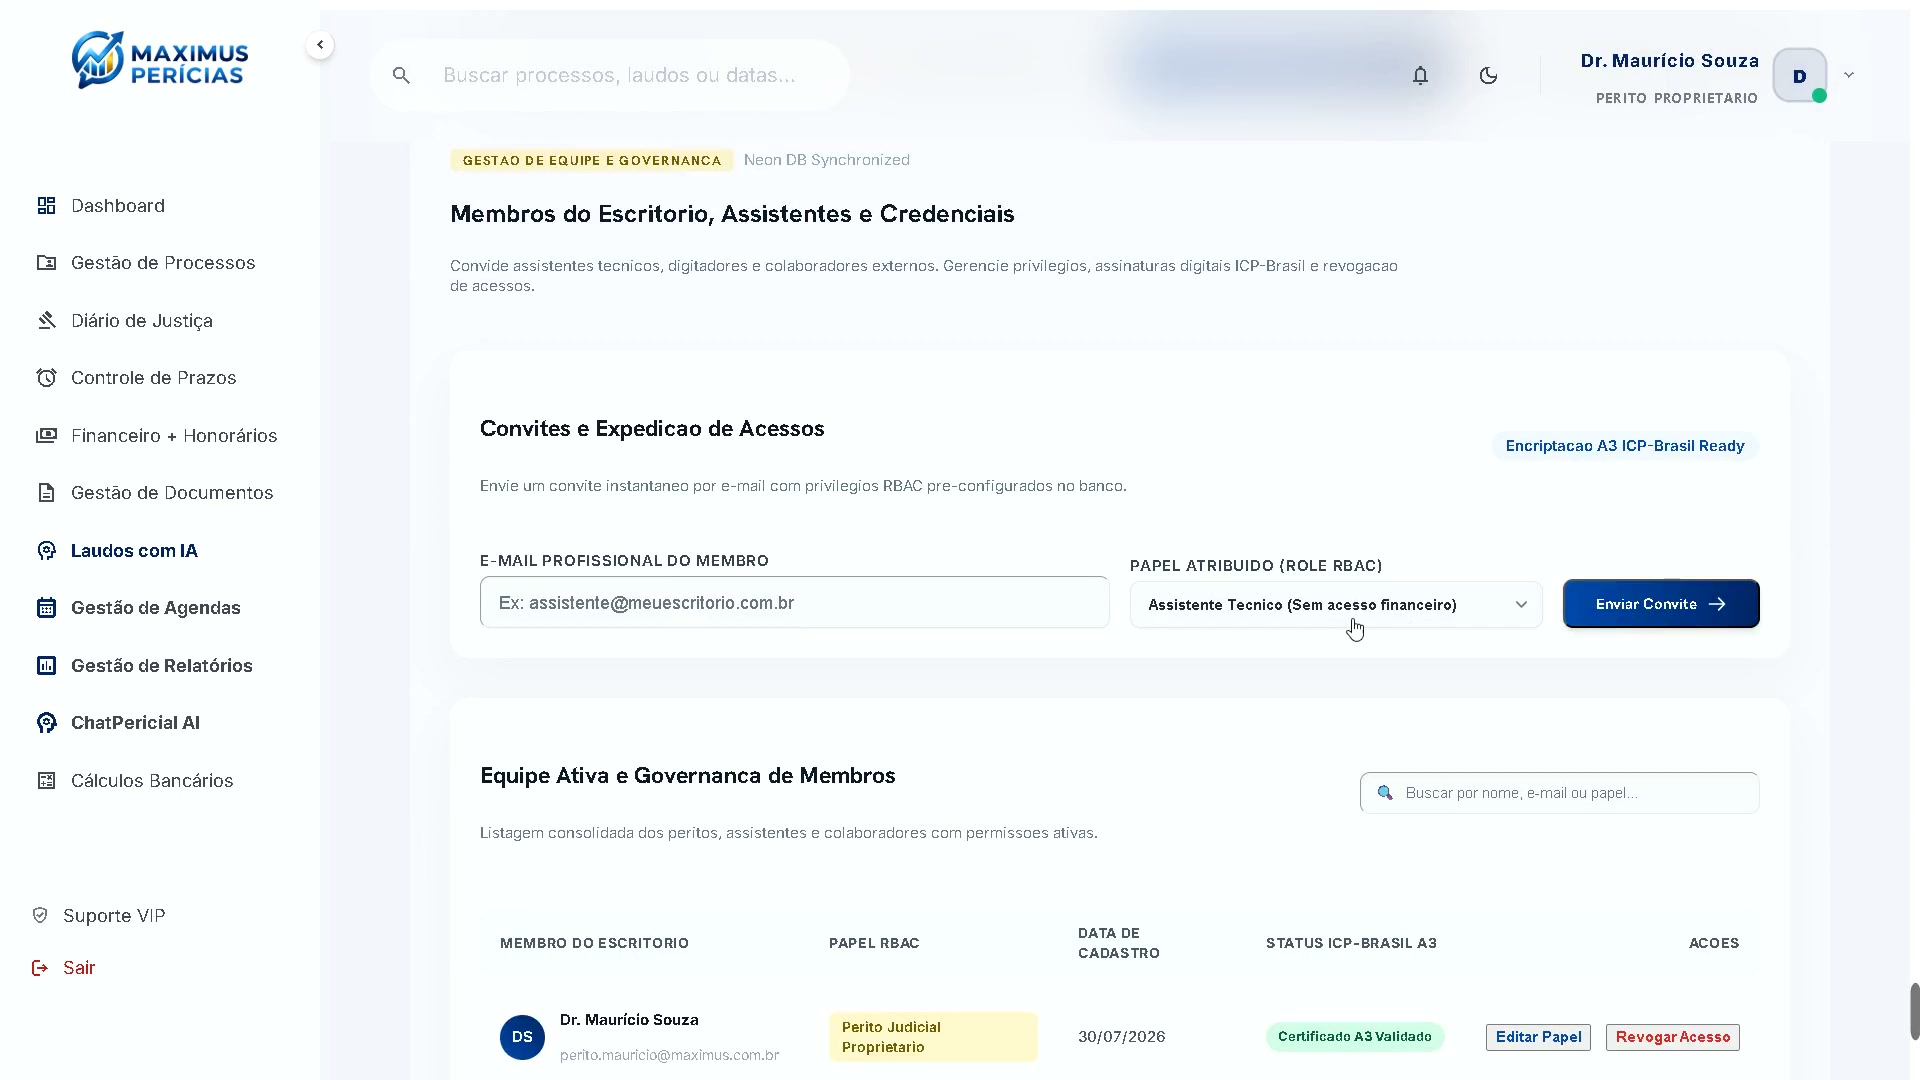 MAXIMUS
PERÍCIAS
Buscar processos, laudos ou datas...
Dr. Maurício Souza
PERITO PROPRIETARIO
D
Dashboard
Gestão de Processos
Diário de Justiça
Controle de Prazos
Financeiro + Honorários
Gestão de Documentos
Laudos com IA
Gestão de Agendas
Gestão de Relatórios
ChatPericial AI
Cálculos Bancários
Suporte VIP
Sair
GESTAO DE EQUIPE E GOVERNANCA Neon DB Synchronized
Membros do Escritorio, Assistentes e Credenciais
Convide assistentes tecnicos, digitadores e colaboradores externos. Gerencie privilegios, assinaturas digitais ICP-Brasil e revogacao
de acessos.
Convites e Expedicao de Acessos
Encriptacao A3 ICP-Brasil Ready
Envie um convite instantaneo por e-mail com privilegios RBAC pre-configurados no banco.
E-MAIL PROFISSIONAL DO MEMBRO
Ex: assistente@meuescritorio.com.br
PAPEL ATRIBUIDO (ROLE RBAC)
Assistente Tecnico (Sem acesso financeiro)
Enviar Convite
Equipe Ativa e Governanca de Membros
Buscar por nome, e-mail ou papel...
Listagem consolidada dos peritos, assistentes e colaboradores com permissoes ativas.
MEMBRO DO ESCRITORIO
PAPEL RBAC
DATA DE
CADASTRO
STATUS ICP-BRASIL A3
ACOES
DS
Dr. Maurício Souza
perito.mauricio@maximus.com.br
Perito Judicial
Proprietario
30/07/2026
Certificado A3 Validado
Editar Papel
Revogar Acesso